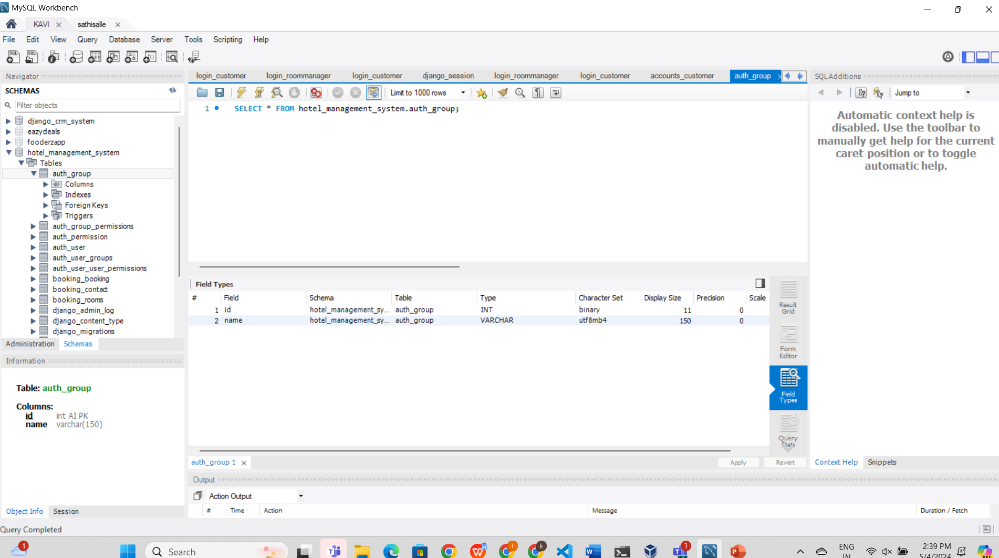 MySQL Workbench
KAVI
sathisalle
File Edit View Query Database Server Tools Scripting Help
Navigator
SCHEMAS
Filter objects
django_crm_system
eazydeals
fooderzapp
hotel_management_system
Tables
auth_group
Columns
Indexes
Foreign Keys
Triggers
auth_group_permissions
auth_permission
auth_user
auth_user_groups
auth_user_user_permissions
booking_booking
booking_contact
booking_rooms
django_admin_log
django_content_type
django_migrations
Administration Schemas
Information
Table: auth_group
Columns:
id int AI PK
name varchar(150)
Object Info Session
Query Completed
login_customer login_roommanager login_customer django_session login_roommanager login_customer accounts_customer auth_group
Limit to 1000 rows
1 SELECT * FROM hotel_management_system.auth_group;
Field Types
# Field Schema Table Type Character Set Display Size Precision Scale
1 id hotel_management_sy... auth_group INT binary 11 0
2 name hotel_management_sy... auth_group VARCHAR utf8mb4 150 0
Result
Grid
Form
Editor
Field
Types
Query
Stats
auth_group 1
Apply Revert
Output
Action Output
# Time Action Message Duration / Fetch
SQLAdditions
Jump to
Automatic context help is
disabled. Use the toolbar to
manually get help for the current
caret position or to toggle
automatic help.
Context Help Snippets
1
Search
1
ENG
IN
2:39 PM
5/4/2024